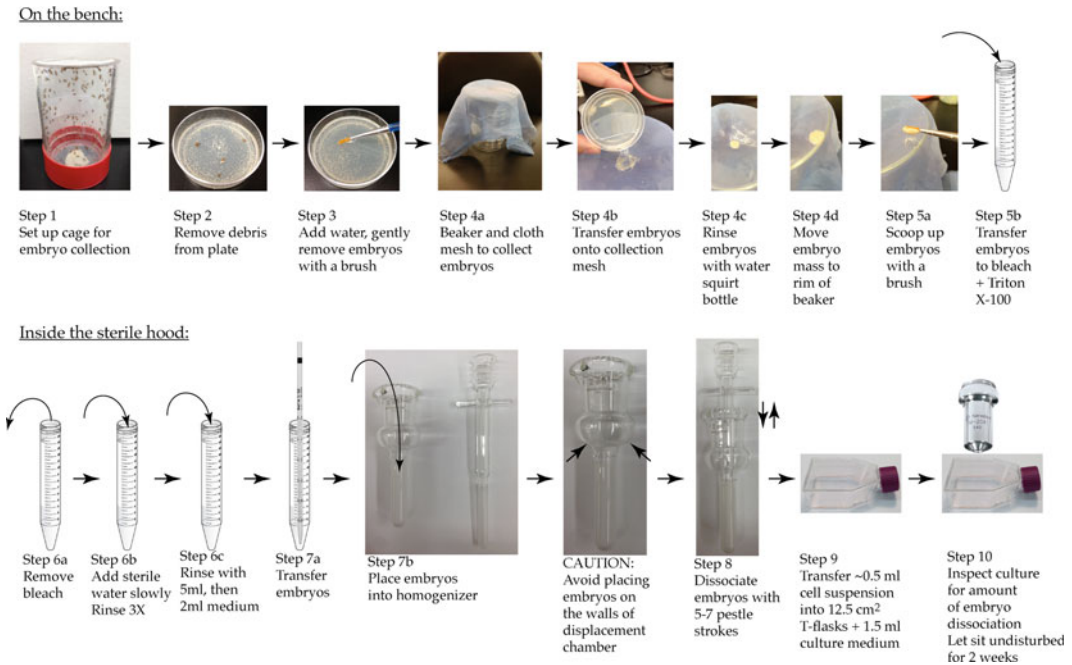 On the bench:
Step 1
Set up cage for
embryo collection
Step 2
Remove debris
from plate
Step 3
Add water, gently
remove embryos
with a brush
Step 4a
Beaker and cloth
mesh to collect
embryos
Step 4b
Transfer embryos
onto collection
mesh
Step 4c
Rinse
embryos
with water
squirt
bottle
Step 4d
Move
embryo
mass to
rim of
beaker
Step 5a
Scoop up
embryos
with a
brush
Step 5b
Transfer
embryos
to bleach
+ Triton
X-100
Inside the sterile hood:
Step 6a
Remove
bleach
Step 6b
Add sterile
water slowly
Rinse 3X
Step 6c
Rinse with
5ml, then
2ml medium
Step 7a
Transfer
embryos
Step 7b
Place embryos
into homogenizer
CAUTION:
Avoid placing
embryos on
the walls of
displacement
chamber
Step 8
Dissociate
embryos with
5-7 pestle
strokes
Step 9
Transfer ~0.5 ml
cell suspension
into 12.5 cm²
T-flasks + 1.5 ml
culture medium
Step 10
Inspect culture
for amount
of embryo
dissociation
Let sit undisturbed
for 2 weeks